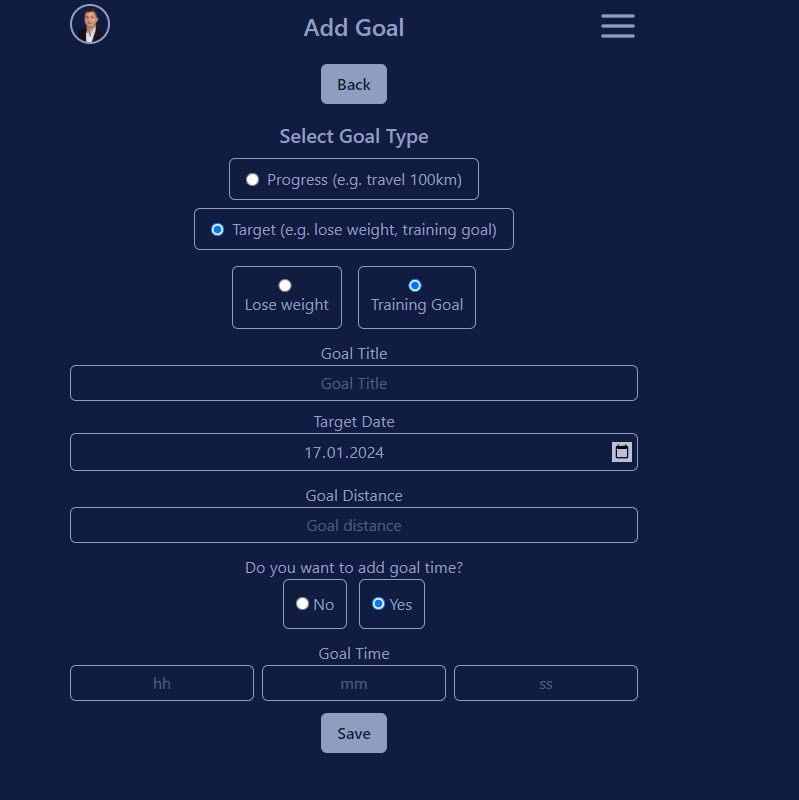 Add Goal
Back
Select Goal Type
Progress (e.g. travel 100km)
Target (e.g. lose weight, training goal)
Lose weight
Training Goal
Goal Title
Goal Title
Target Date
17.01.2024
Goal Distance
Goal distance
Do you want to add goal time?
No
Yes
Goal Time
hh
mm
ss
Save